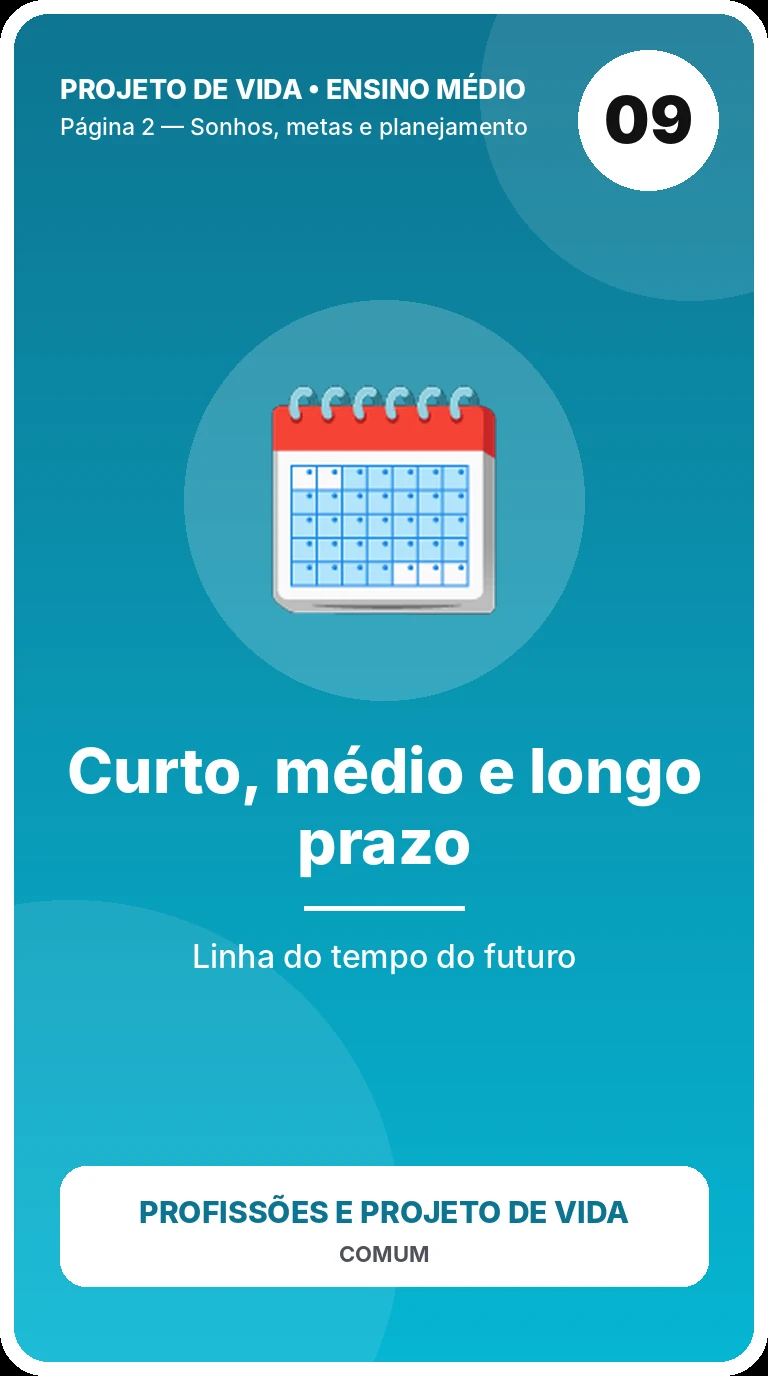 PROJETO DE VIDA • ENSINO MÉDIO
Página 2 — Sonhos, metas e planejamento
09
Curto, médio e longo
prazo
Linha do tempo do futuro
PROFISSÕES E PROJETO DE VIDA
COMUM